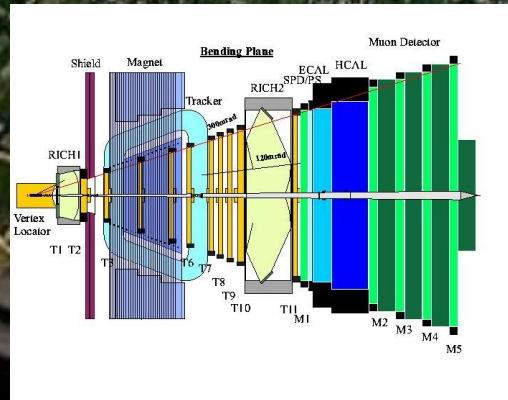 Bending Plane
Muon Detector
Shield
Magnet
ECAL
HCAL
SPD/PS
RICH2
Tracker
300mrad
120mrad
RICH1
Vertex
Locator
T1
T2
T3
T6
T7
T8
T9
T10
T11
M1
M2
M3
M4
M5